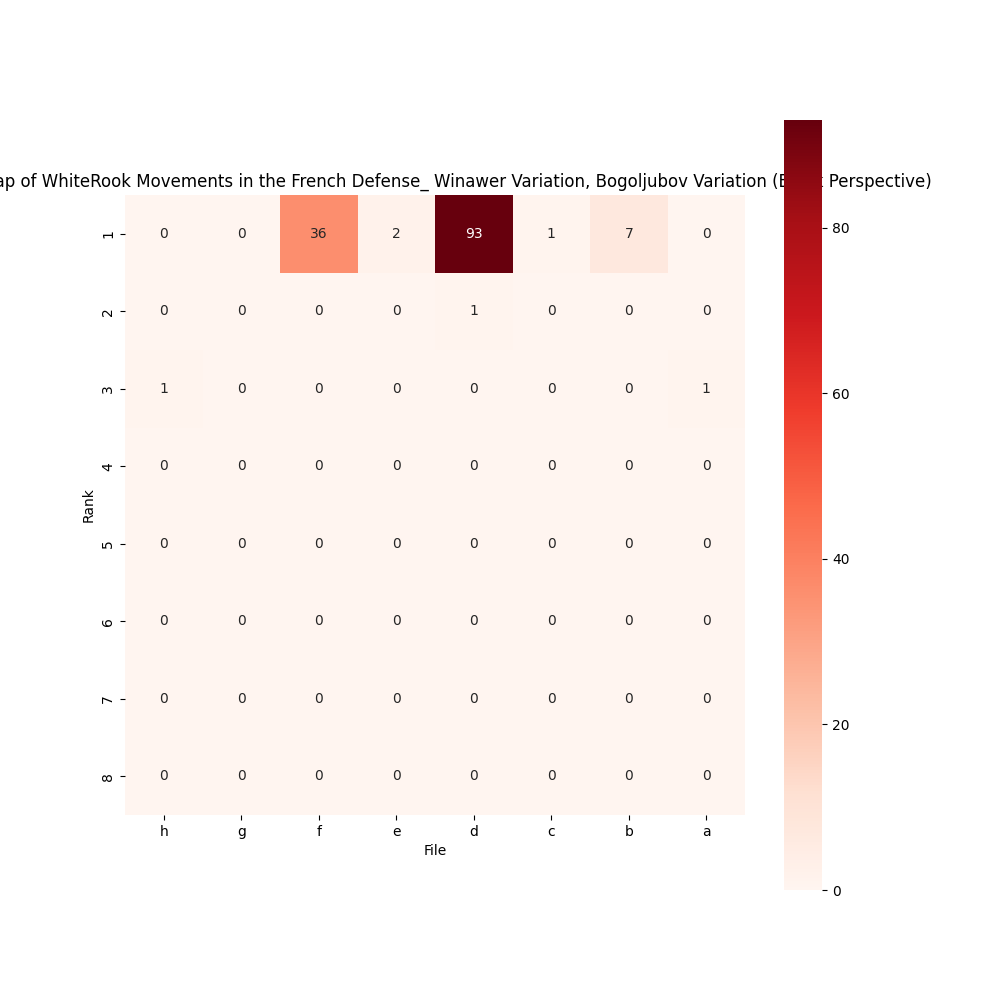 of WhiteRook Movements in the French Defense_ Winawer Variation, Bogoljubov Variation ( Perspective)
1 0 0 36 2 93 1 7 0
2 0 0 0 0 1 0 0 0
3 1 0 0 0 0 0 0 1
4 0 0 0 0 0 0 0 0
5 0 0 0 0 0 0 0 0
6 0 0 0 0 0 0 0 0
7 0 0 0 0 0 0 0 0
8 0 0 0 0 0 0 0 0
Rank
h g f e d c b a
File
80
60
40
20
0